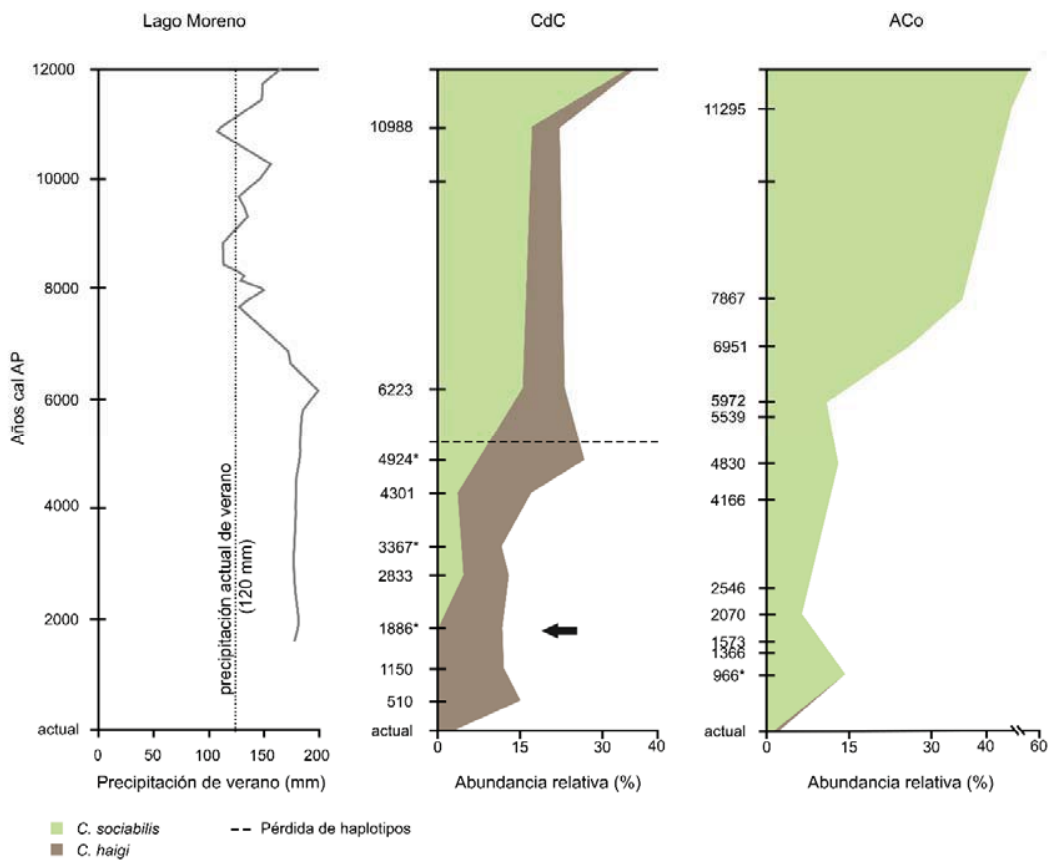 Lago Moreno
CdC
ACo
Años cal AP
12000
10000
8000
6000
4000
2000
actual
precipitación actual de verano
(120 mm)
0
50
100
150
200
Precipitación de verano (mm)
10988
6223
4924*
4301
3367*
2833
1886*
1150
510
actual
0
15
30
40
Abundancia relativa (%)
11295
7867
6951
5972
5539
4830
4166
2546
2070
1573
1366
966*
actual
0
15
30
40
60
Abundancia relativa (%)
C. sociabilis
Pérdida de haplotipos
C. haigi